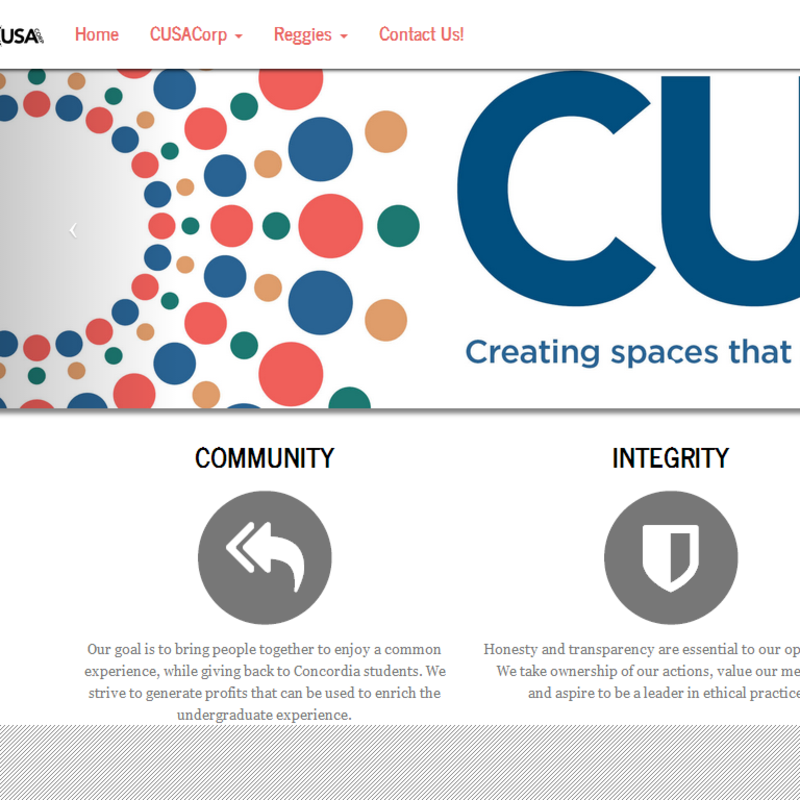 USA
Home CUSACorp Reggies Contact Us!
CU
Creating spaces that
COMMUNITY INTEGRITY
Our goal is to bring people together to enjoy a common
experience, while giving back to Concordia students. We
strive to generate profits that can be used to enrich the
undergraduate experience.
Honesty and transparency are essential to our op
We take ownership of our actions, value our me
and aspire to be a leader in ethical practice